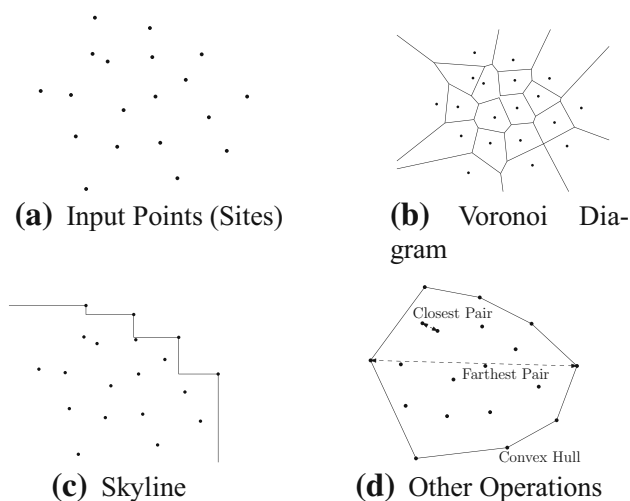 (a) Input Points (Sites)
(b) Voronoi Dia-
gram
Closest Pair
Farthest Pair
Convex Hull
(c) Skyline
(d) Other Operations